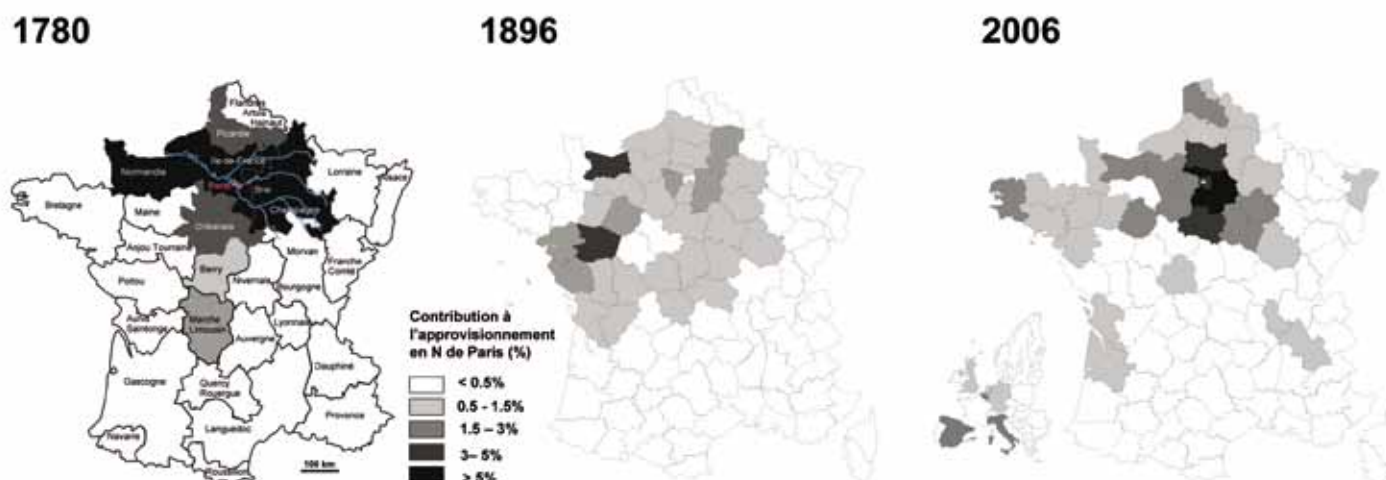 1780
1896
2006
Flandres
Artois
Hainaut
Picardie
Normandie
Ile-de-France
Lorraine
Alsace
Brie
Bretagne
Maine
Orléanais
Anjou Touraine
Morvan
Franche
Comté
Berry
Poitou
Nivernais
Bourgogne
Aunis
Saintonge
Marche
Limousin
Lyonnais
Auvergne
Dauphiné
Gascogne
Quercy
Rouergue
Provence
Languedoc
Navarre
Roussillon
100 km
Contribution à
l'approvisionnement
en N de Paris (%)
< 0.5%
0.5 - 1.5%
1.5 – 3%
3– 5%
> 5%